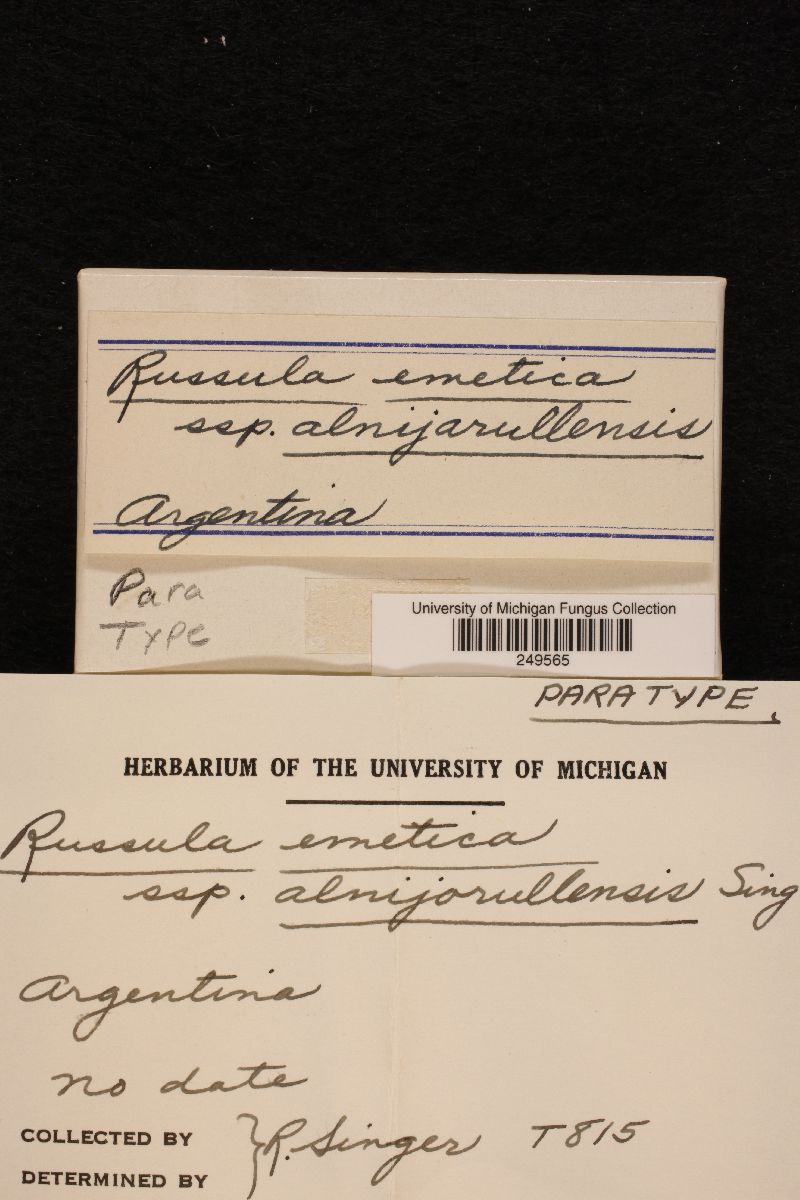 Russula emetica
ssp. alnijarullensis
Argentina
Para
Type
University of Michigan Fungus Collection
249565
PARATYPE.
HERBARIUM OF THE UNIVERSITY OF MICHIGAN
Russula emetica
ssp. alnijorullensis Sing
Argentina
no date
COLLECTED BY } R. Singer T815
DETERMINED BY